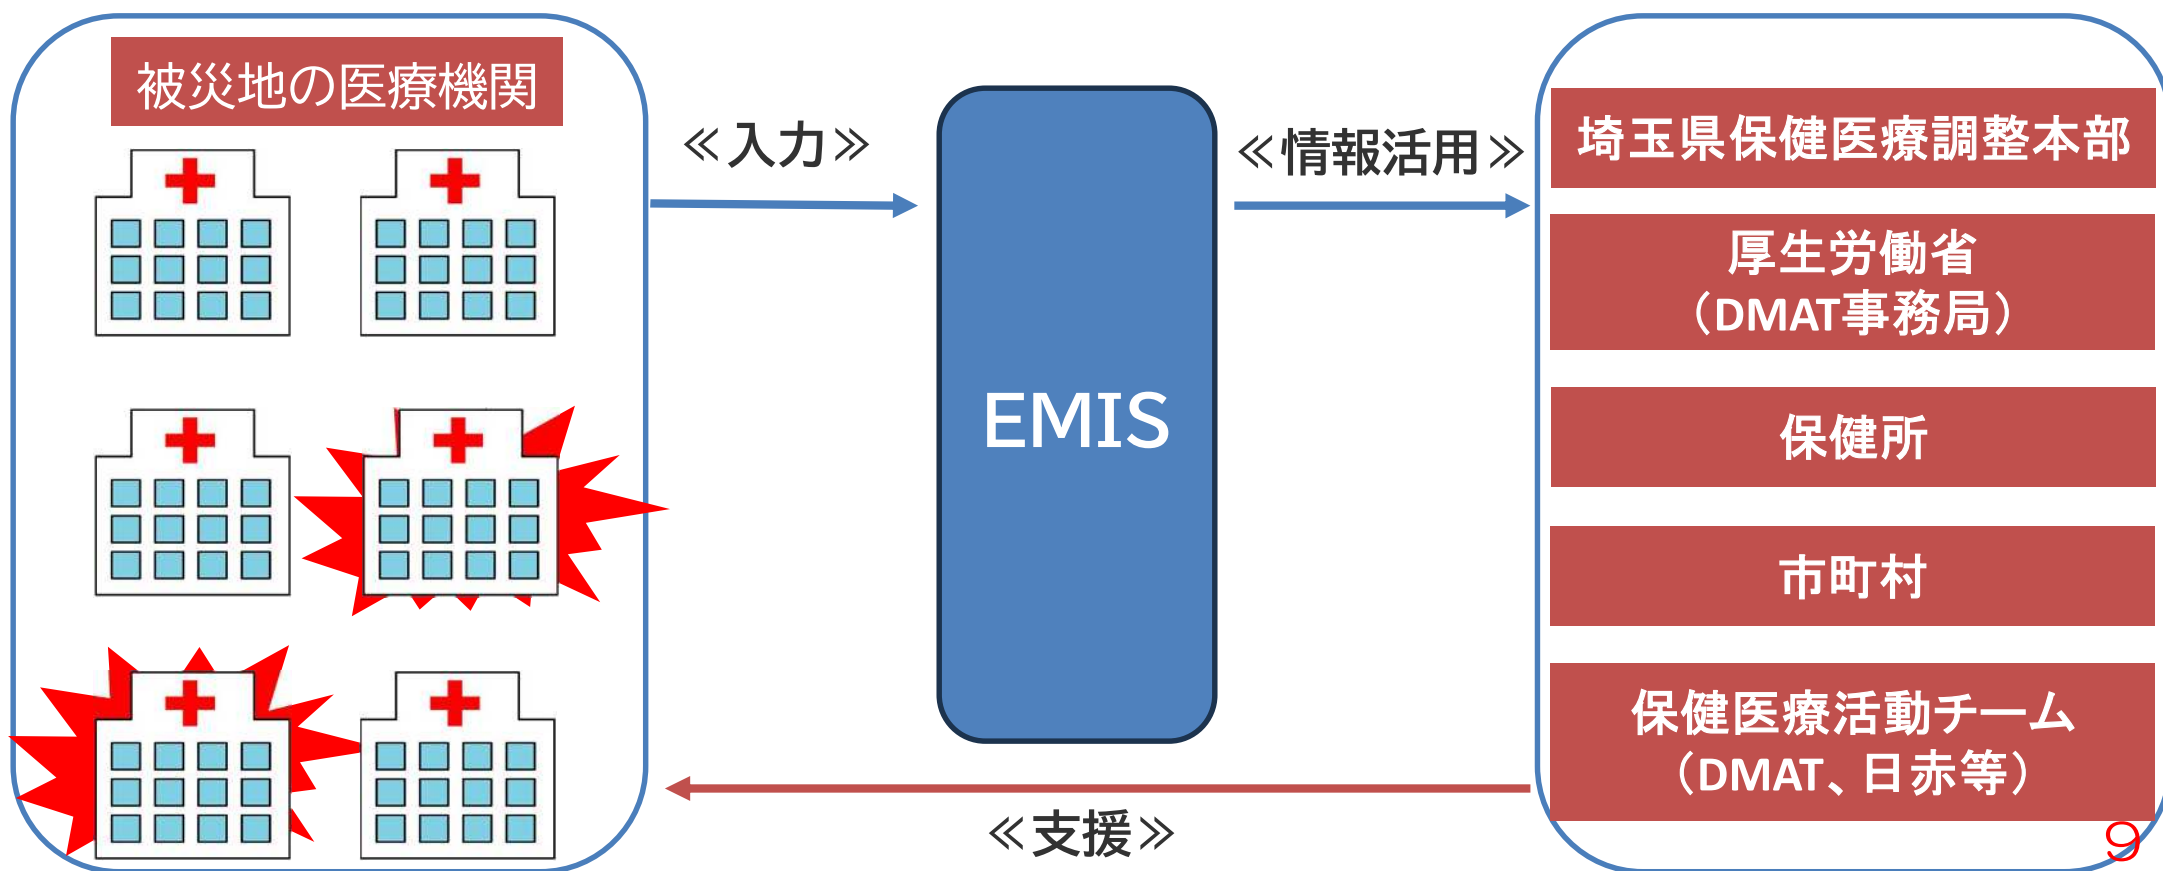 被災地の医療機関
≪入力≫
EMIS
≪情報活用≫
埼玉県保健医療調整本部
厚生労働省
（DMAT事務局）
保健所
市町村
保健医療活動チーム
（DMAT、日赤等）
≪支援≫
9